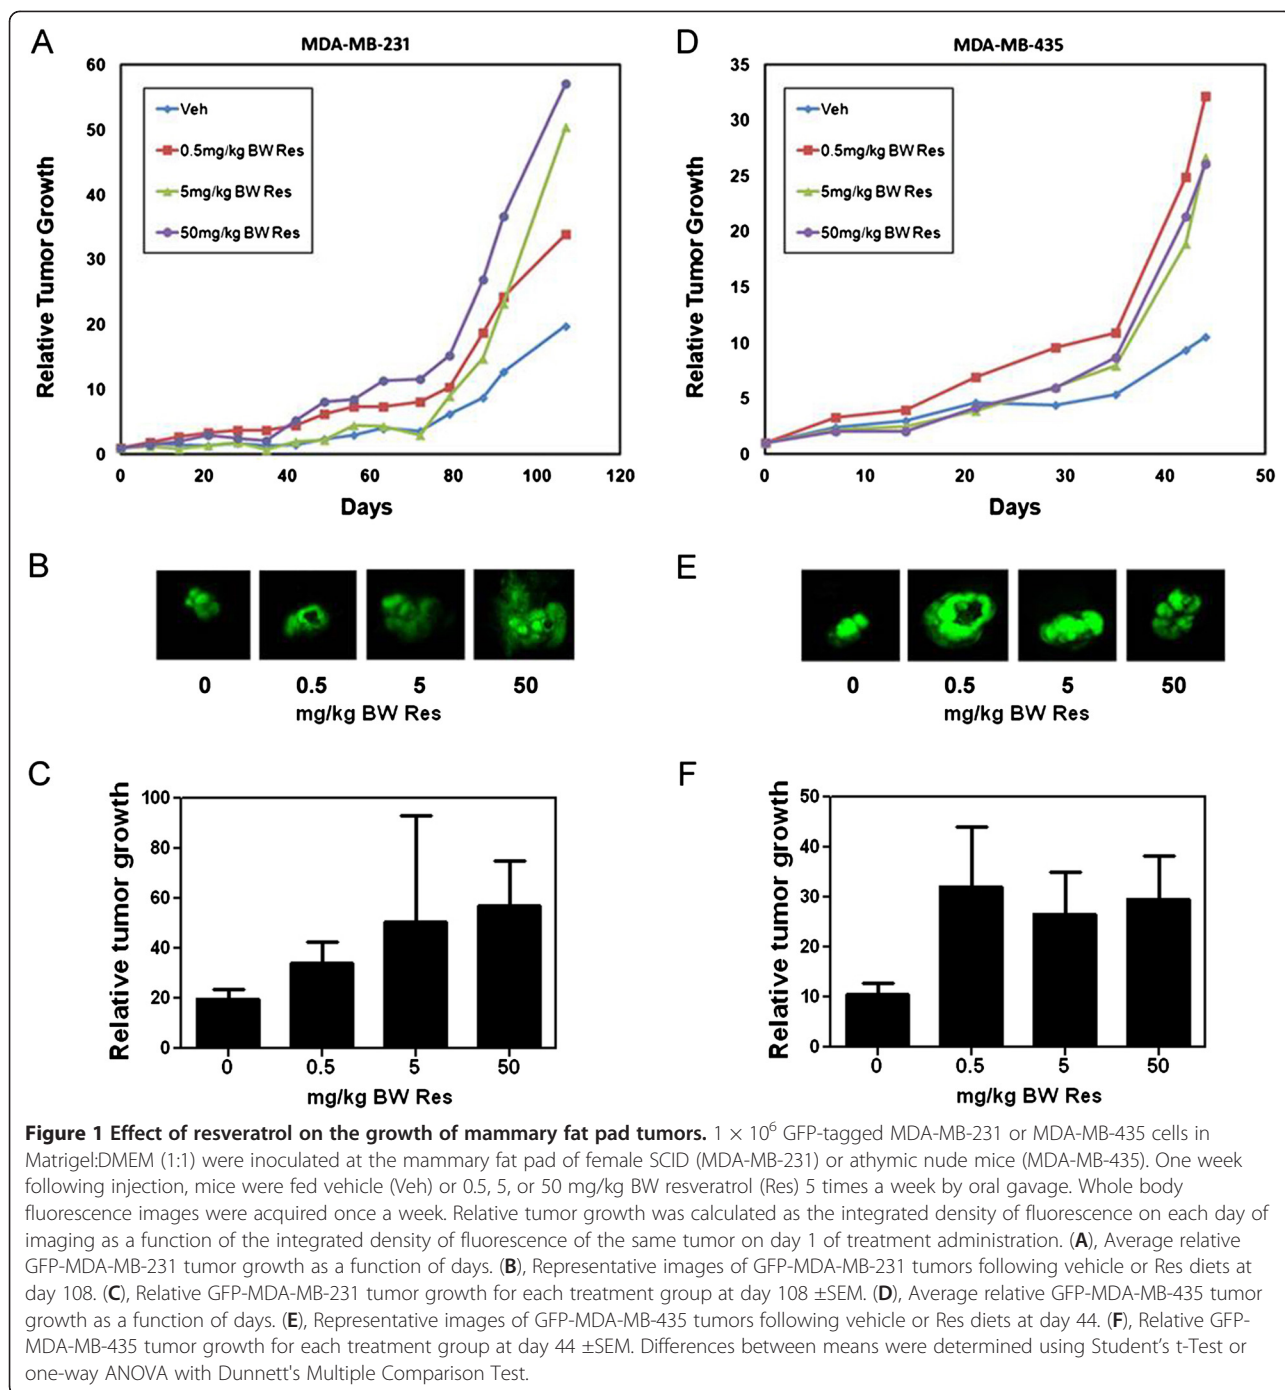 A
MDA-MB-231
60
50
40
30
20
10
0
Relative Tumor Growth
Veh
0.5mg/kg BW Res
5mg/kg BW Res
50mg/kg BW Res
0 20 40 60 80 100 120
Days
D
MDA-MB-435
35
30
25
20
15
10
5
0
Relative Tumor Growth
Veh
0.5mg/kg BW Res
5mg/kg BW Res
50mg/kg BW Res
0 10 20 30 40 50
Days
B
0 0.5 5 50
mg/kg BW Res
E
0 0.5 5 50
mg/kg BW Res
C
Relative tumor growth
100
80
60
40
20
0
0 0.5 5 50
mg/kg BW Res
F
Relative tumor growth
50
40
30
20
10
0
0 0.5 5 50
mg/kg BW Res
Figure 1 Effect of resveratrol on the growth of mammary fat pad tumors. 1 × 10⁶ GFP-tagged MDA-MB-231 or MDA-MB-435 cells in
Matrigel:DMEM (1:1) were inoculated at the mammary fat pad of female SCID (MDA-MB-231) or athymic nude mice (MDA-MB-435). One week
following injection, mice were fed vehicle (Veh) or 0.5, 5, or 50 mg/kg BW resveratrol (Res) 5 times a week by oral gavage. Whole body
fluorescence images were acquired once a week. Relative tumor growth was calculated as the integrated density of fluorescence on each day of
imaging as a function of the integrated density of fluorescence of the same tumor on day 1 of treatment administration. (A), Average relative
GFP-MDA-MB-231 tumor growth as a function of days. (B), Representative images of GFP-MDA-MB-231 tumors following vehicle or Res diets at
day 108. (C), Relative GFP-MDA-MB-231 tumor growth for each treatment group at day 108 ±SEM. (D), Average relative GFP-MDA-MB-435 tumor
growth as a function of days. (E), Representative images of GFP-MDA-MB-435 tumors following vehicle or Res diets at day 44. (F), Relative GFP-
MDA-MB-435 tumor growth for each treatment group at day 44 ±SEM. Differences between means were determined using Student's t-Test or
one-way ANOVA with Dunnett's Multiple Comparison Test.